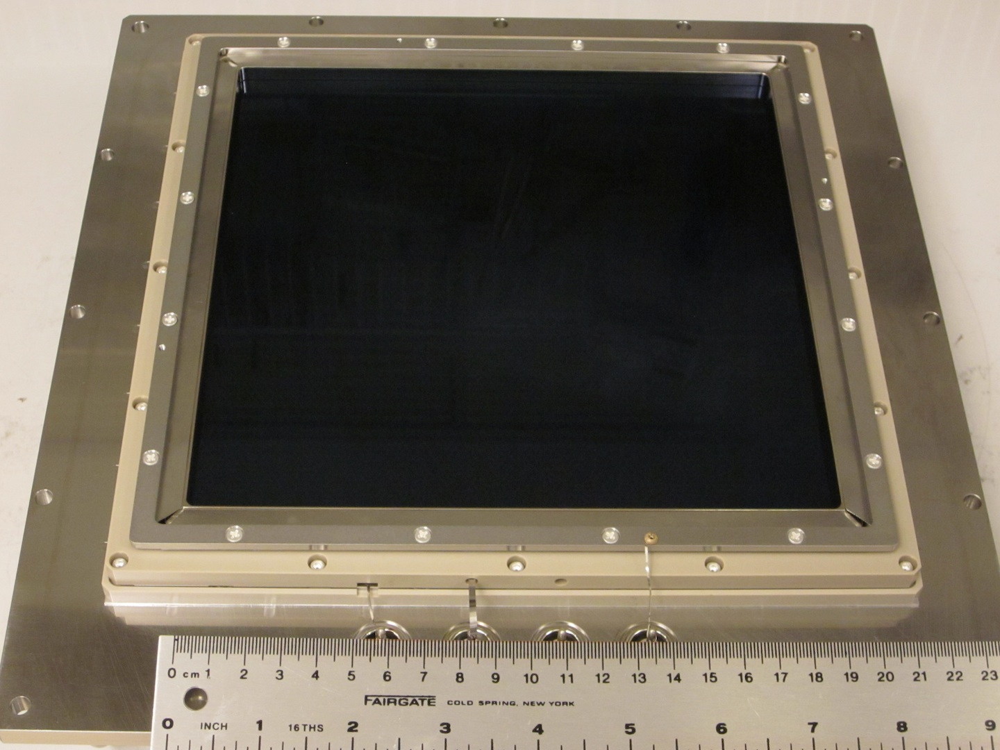 0 cm 1 2 3 4 5 6 7 8 9 10 11 12 13 14 15 16 17 18 19 20 21 22 23
FAIRGATE COLD SPRING, NEW YORK
0 INCH 1 16THS 2 3 4 5 6 7 8 9